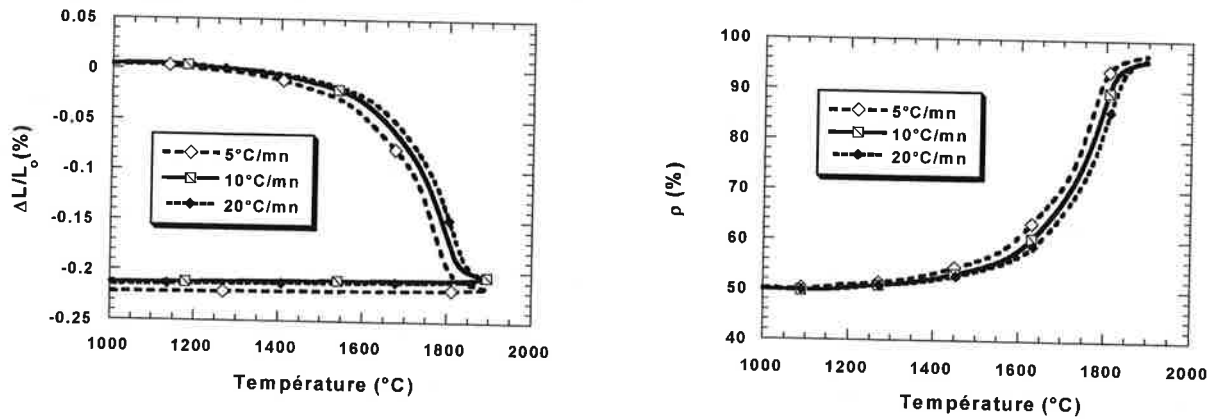 0.05
0
-0.05
-0.1
-0.15
-0.2
-0.25
ΔL/Lo(%)
5°C/mn
10°C/mn
20°C/mn
1000 1200 1400 1600 1800 2000
Température (°C)
100
90
80
70
60
50
40
ρ (%)
5°C/mn
10°C/mn
20°C/mn
1000 1200 1400 1600 1800 2000
Température (°C)